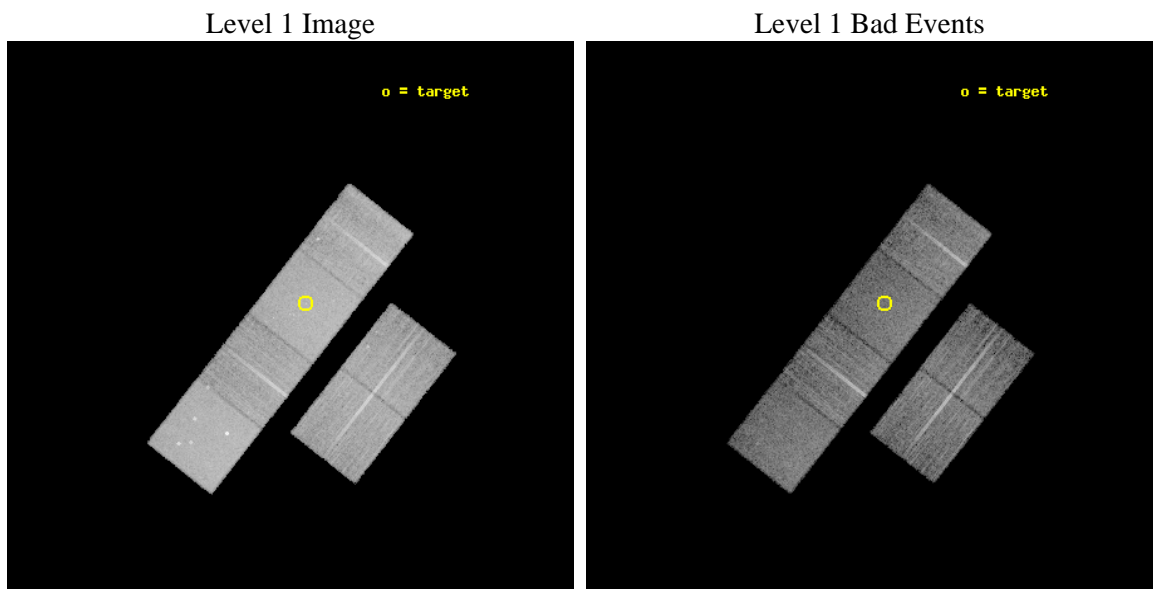 Level 1 Image
Level 1 Bad Events
o = target
o = target